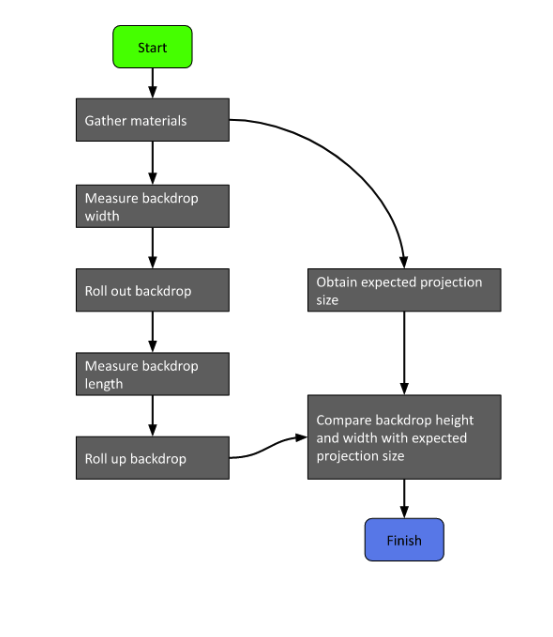 Start
Gather materials
Measure backdrop
width
Roll out backdrop
Measure backdrop
length
Roll up backdrop
Obtain expected projection
size
Compare backdrop height
and width with expected
projection size
Finish